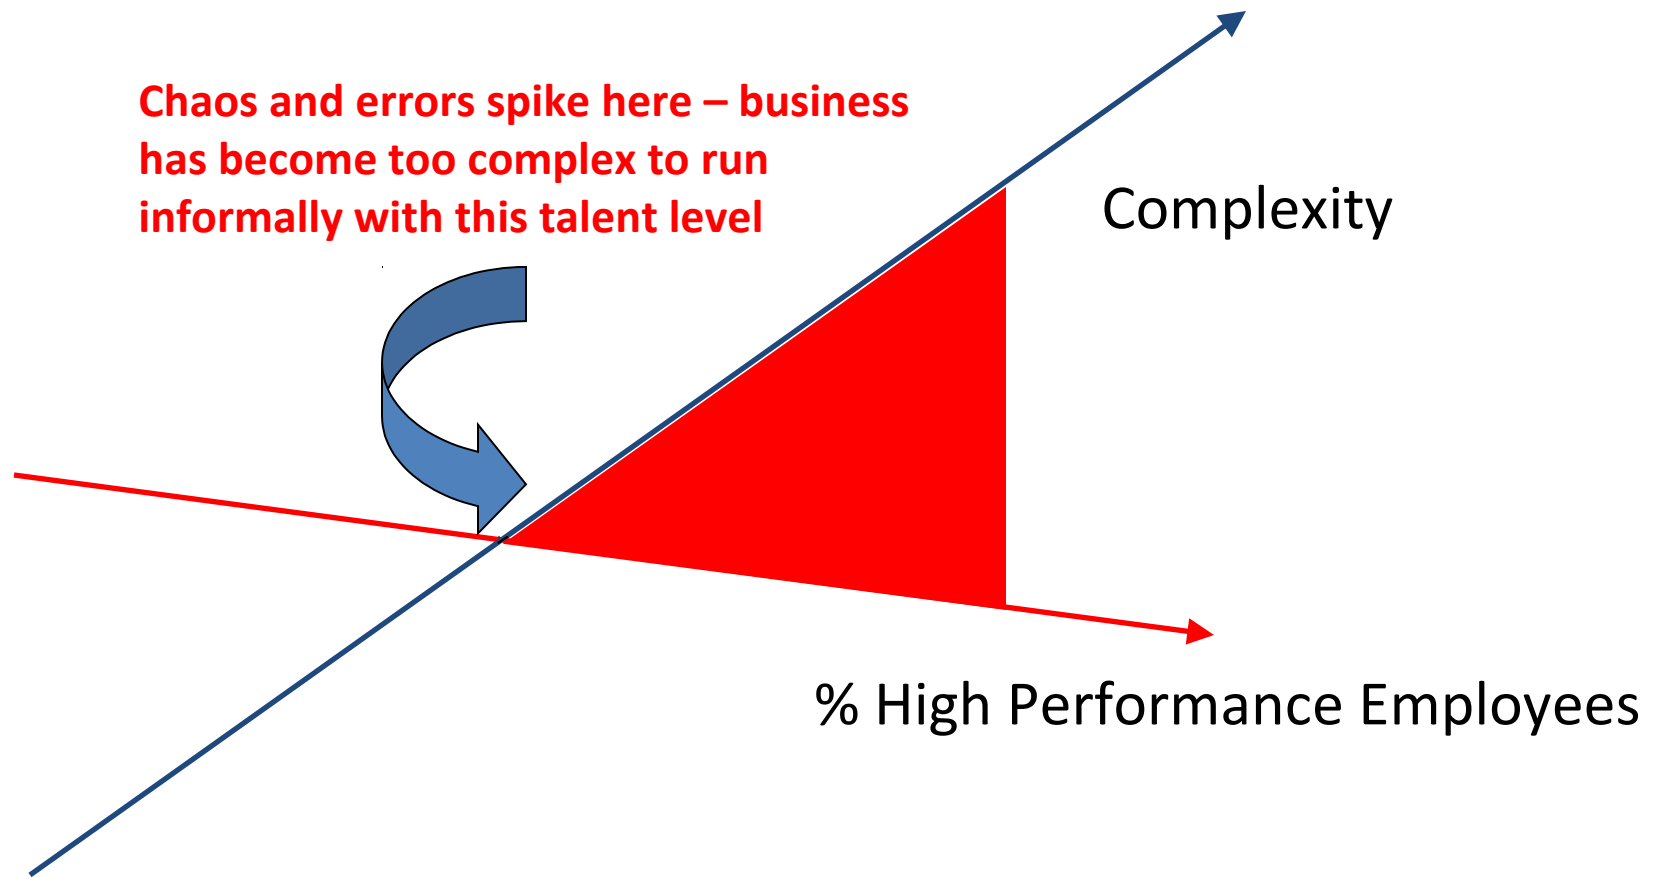 Chaos and errors spike here – business
has become too complex to run
informally with this talent level
Complexity
% High Performance Employees